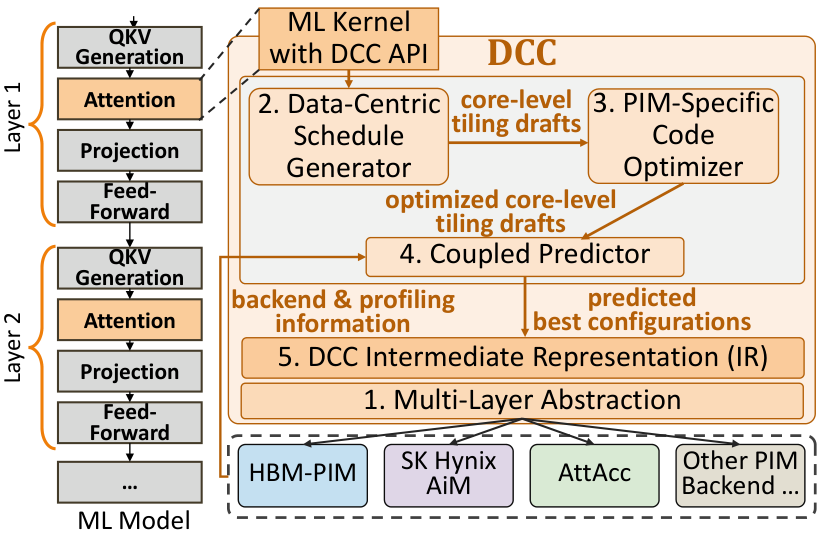 Layer 1
QKV
Generation
Attention
Projection
Feed-
Forward
Layer 2
QKV
Generation
Attention
Projection
Feed-
Forward
...
ML Model
ML Kernel
with DCC API
DCC
2. Data-Centric
Schedule
Generator
core-level
tiling drafts
3. PIM-Specific
Code
Optimizer
optimized core-level
tiling drafts
4. Coupled Predictor
backend & profiling
information
predicted
best configurations
5. DCC Intermediate Representation (IR)
1. Multi-Layer Abstraction
HBM-PIM
SK Hynix
AiM
AttAcc
Other PIM
Backend ...